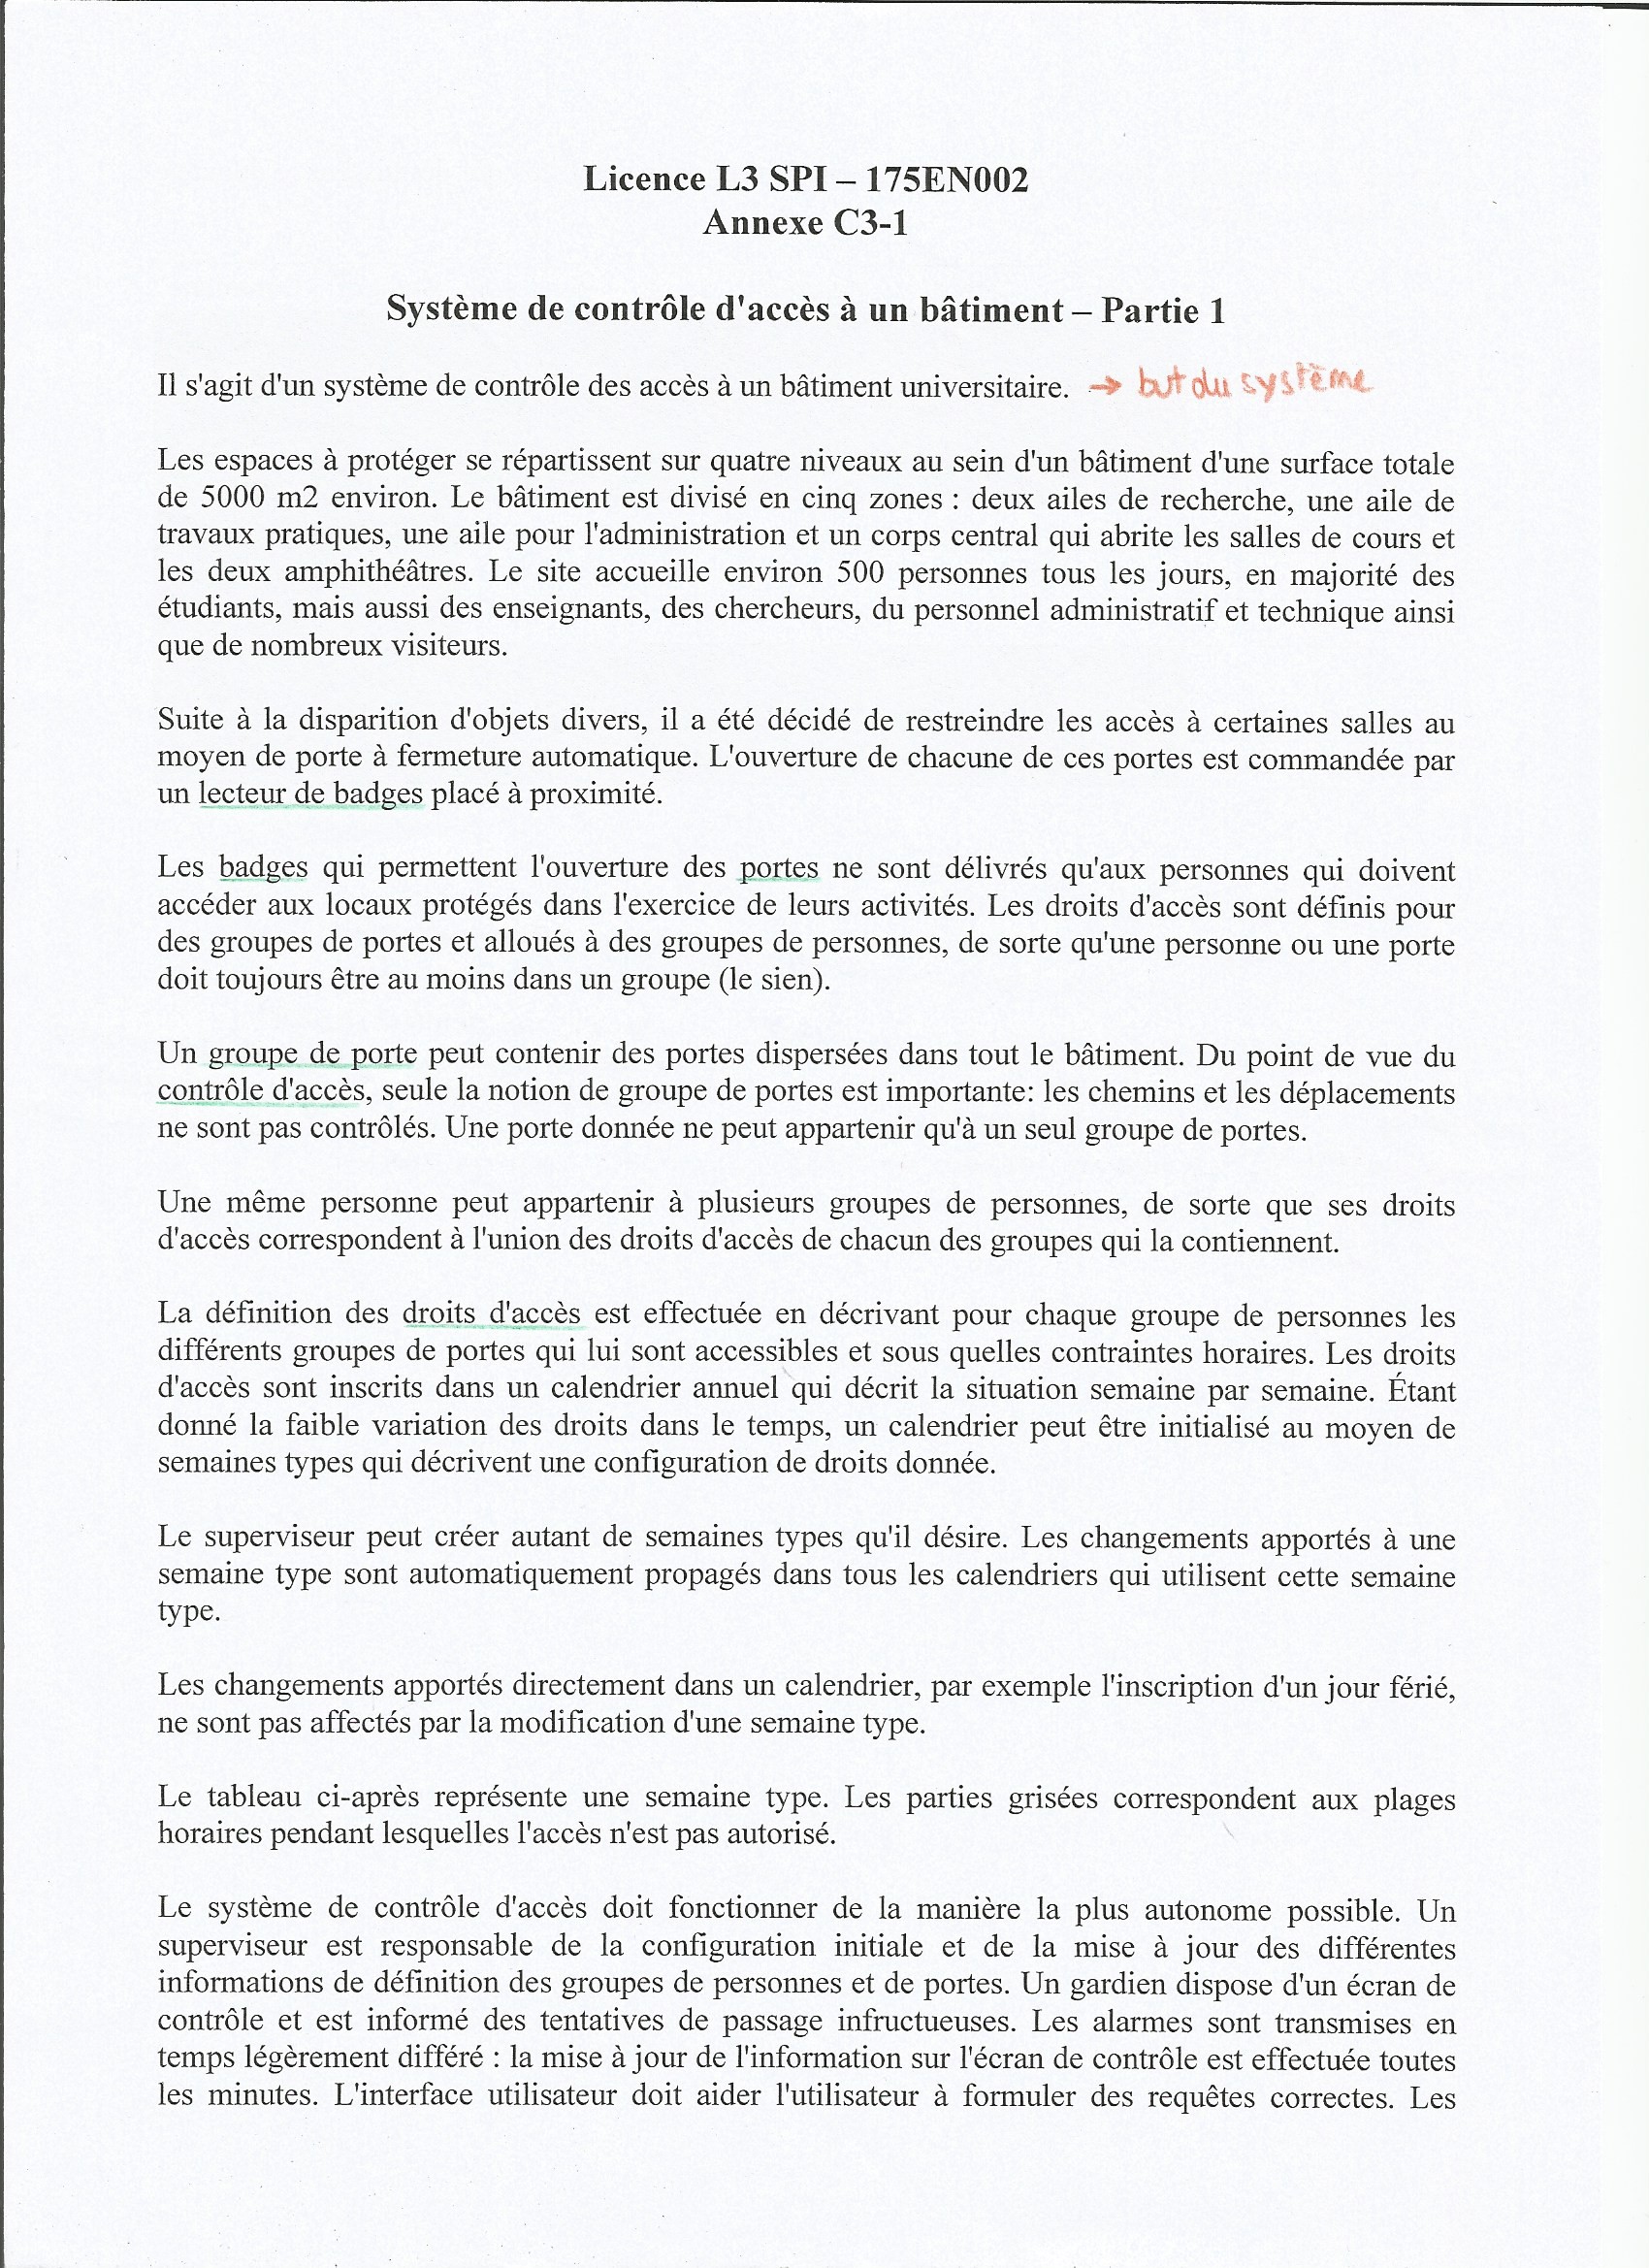 Licence L3 SPI – 175EN002
Annexe C3-1
Système de contrôle d'accès à un bâtiment – Partie 1
Il s'agit d'un système de contrôle des accès à un bâtiment universitaire. → but du système
Les espaces à protéger se répartissent sur quatre niveaux au sein d'un bâtiment d'une surface totale
de 5000 m2 environ. Le bâtiment est divisé en cinq zones : deux ailes de recherche, une aile de
travaux pratiques, une aile pour l'administration et un corps central qui abrite les salles de cours et
les deux amphithéâtres. Le site accueille environ 500 personnes tous les jours, en majorité des
étudiants, mais aussi des enseignants, des chercheurs, du personnel administratif et technique ainsi
que de nombreux visiteurs.
Suite à la disparition d'objets divers, il a été décidé de restreindre les accès à certaines salles au
moyen de porte à fermeture automatique. L'ouverture de chacune de ces portes est commandée par
un lecteur de badges placé à proximité.
Les badges qui permettent l'ouverture des portes ne sont délivrés qu'aux personnes qui doivent
accéder aux locaux protégés dans l'exercice de leurs activités. Les droits d'accès sont définis pour
des groupes de portes et alloués à des groupes de personnes, de sorte qu'une personne ou une porte
doit toujours être au moins dans un groupe (le sien).
Un groupe de porte peut contenir des portes dispersées dans tout le bâtiment. Du point de vue du
contrôle d'accès, seule la notion de groupe de portes est importante: les chemins et les déplacements
ne sont pas contrôlés. Une porte donnée ne peut appartenir qu'à un seul groupe de portes.
Une même personne peut appartenir à plusieurs groupes de personnes, de sorte que ses droits
d'accès correspondent à l'union des droits d'accès de chacun des groupes qui la contiennent.
La définition des droits d'accès est effectuée en décrivant pour chaque groupe de personnes les
différents groupes de portes qui lui sont accessibles et sous quelles contraintes horaires. Les droits
d'accès sont inscrits dans un calendrier annuel qui décrit la situation semaine par semaine. Étant
donné la faible variation des droits dans le temps, un calendrier peut être initialisé au moyen de
semaines types qui décrivent une configuration de droits donnée.
Le superviseur peut créer autant de semaines types qu'il désire. Les changements apportés à une
semaine type sont automatiquement propagés dans tous les calendriers qui utilisent cette semaine
type.
Les changements apportés directement dans un calendrier, par exemple l'inscription d'un jour férié,
ne sont pas affectés par la modification d'une semaine type.
Le tableau ci-après représente une semaine type. Les parties grisées correspondent aux plages
horaires pendant lesquelles l'accès n'est pas autorisé.
Le système de contrôle d'accès doit fonctionner de la manière la plus autonome possible. Un
superviseur est responsable de la configuration initiale et de la mise à jour des différentes
informations de définition des groupes de personnes et de portes. Un gardien dispose d'un écran de
contrôle et est informé des tentatives de passage infructueuses. Les alarmes sont transmises en
temps légèrement différé : la mise à jour de l'information sur l'écran de contrôle est effectuée toutes
les minutes. L'interface utilisateur doit aider l'utilisateur à formuler des requêtes correctes. Les